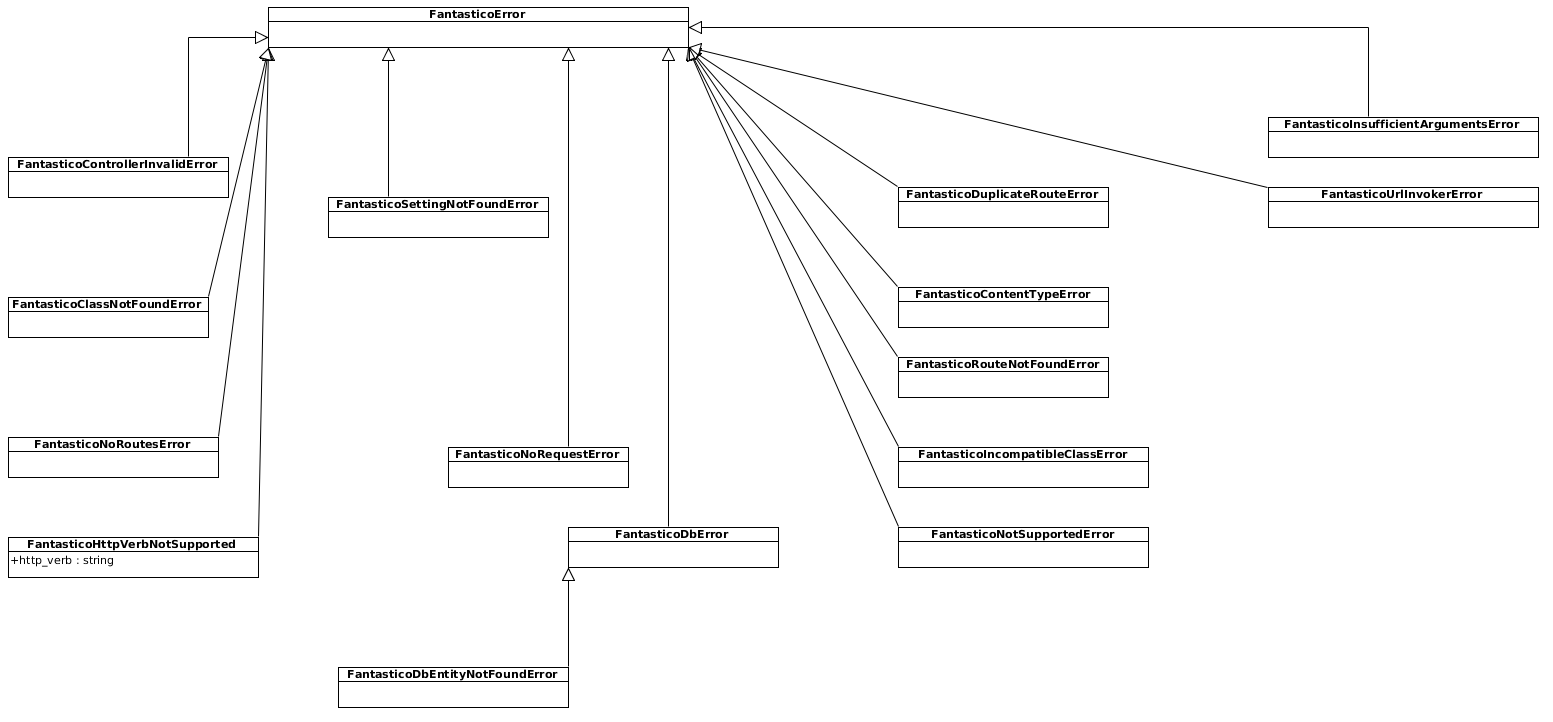 FantasticoError
FantasticoInsufficientArgumentsError
FantasticoControllerInvalidError
FantasticoDuplicateRouteError
FantasticoUrlInvokerError
FantasticoSettingNotFoundError
FantasticoContentTypeError
FantasticoClassNotFoundError
FantasticoRouteNotFoundError
FantasticoNoRoutesError
FantasticoNoRequestError
FantasticoIncompatibleClassError
FantasticoDbError
FantasticoNotSupportedError
FantasticoHttpVerbNotSupported
+http_verb : string
FantasticoDbEntityNotFoundError